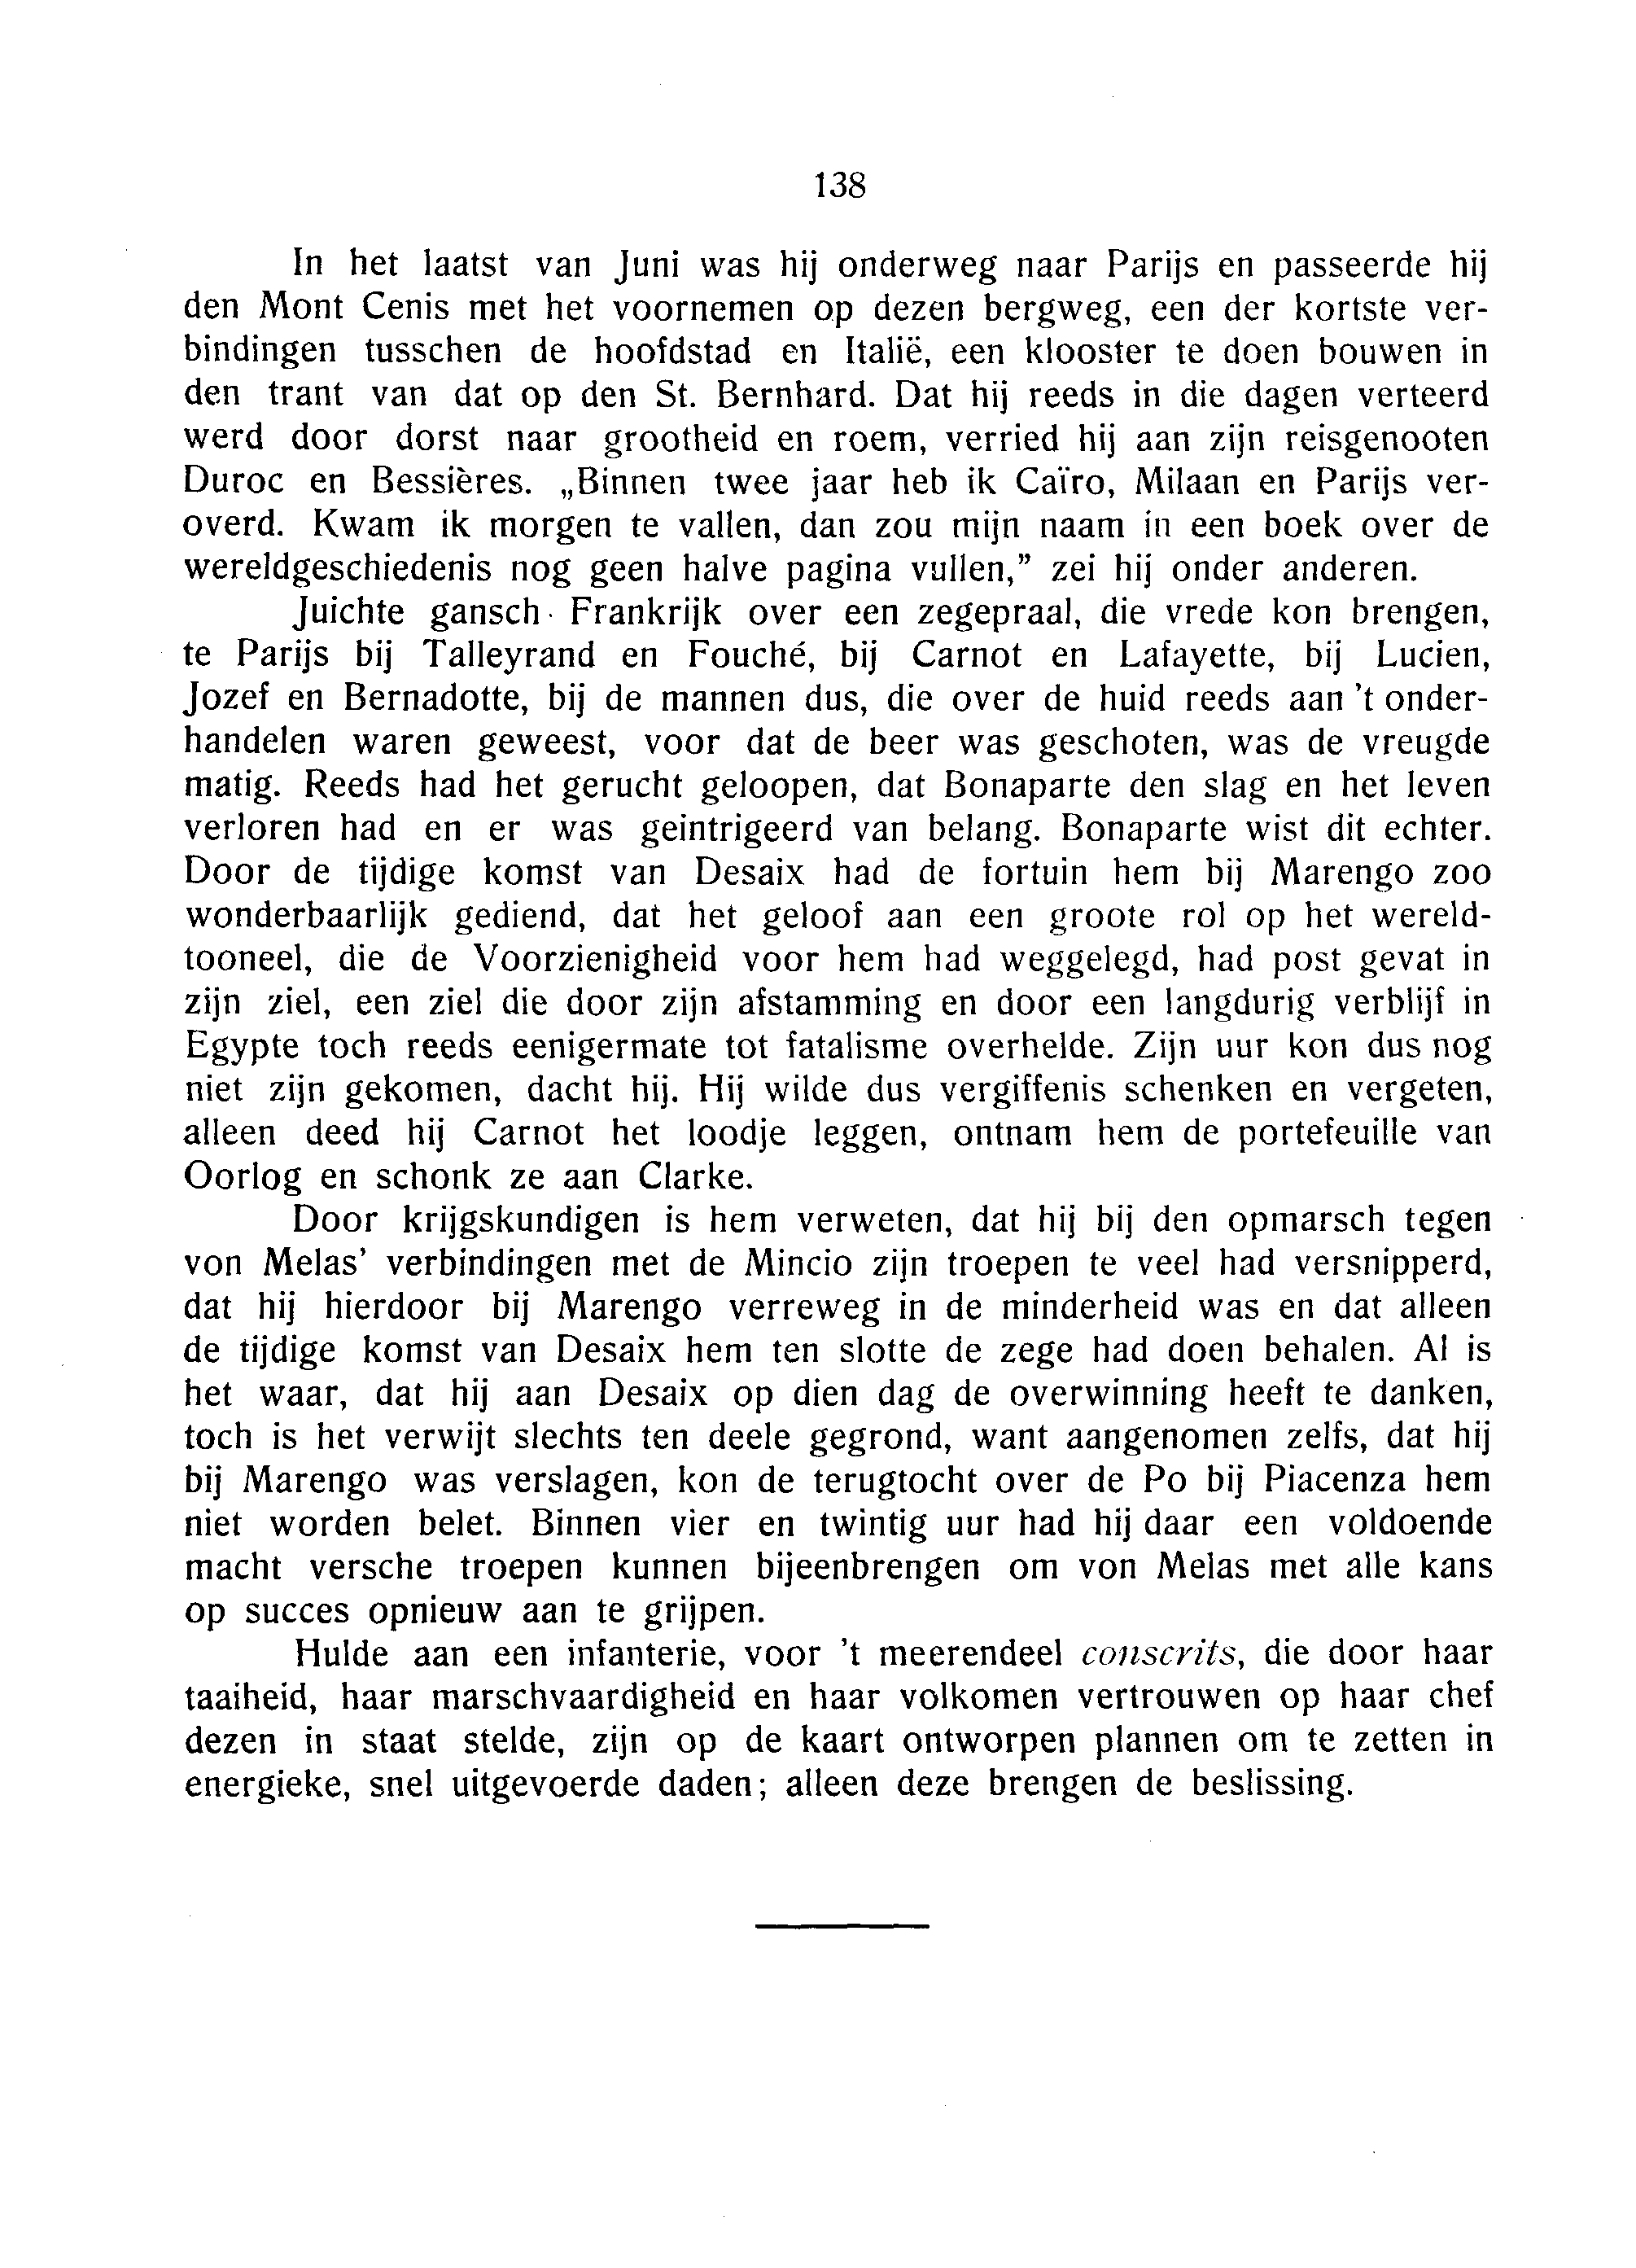 138
In het laatst van Juni was hij onderweg naar Parijs en passeerde hij
den Mont Cenis met het voornemen op dezen bergweg, een der kortste ver-
bindingen tusschen de hoofdstad en Italië, een klooster te doen bouwen in
den trant van dat op den St. Bernhard. Dat hij reeds in die dagen verteerd
werd door dorst naar grootheid en roem, verried hij aan zijn reisgenooten
Duroc en Bessières. „Binnen twee jaar heb ik Caïro, Milaan en Parijs ver-
overd. Kwam ik morgen te vallen, dan zou mijn naam in een boek over de
wereldgeschiedenis nog geen halve pagina vullen,” zei hij onder anderen.
Juichte gansch Frankrijk over een zegepraal, die vrede kon brengen,
te Parijs bij Talleyrand en Fouché, bij Carnot en Lafayette, bij Lucien,
Jozef en Bernadotte, bij de mannen dus, die over de huid reeds aan 't onder-
handelen waren geweest, voor dat de beer was geschoten, was de vreugde
matig. Reeds had het gerucht geloopen, dat Bonaparte den slag en het leven
verloren had en er was geintrigeerd van belang. Bonaparte wist dit echter.
Door de tijdige komst van Desaix had de fortuin hem bij Marengo zoo
wonderbaarlijk gediend, dat het geloof aan een groote rol op het wereld-
tooneel, die de Voorzienigheid voor hem had weggelegd, had post gevat in
zijn ziel, een ziel die door zijn afstamming en door een langdurig verblijf in
Egypte toch reeds eenigermate tot fatalisme overhelde. Zijn uur kon dus nog
niet zijn gekomen, dacht hij. Hij wilde dus vergiffenis schenken en vergeten,
alleen deed hij Carnot het loodje leggen, ontnam hem de portefeuille van
Oorlog en schonk ze aan Clarke.
Door krijgskundigen is hem verweten, dat hij bij den opmarsch tegen
von Melas' verbindingen met de Mincio zijn troepen te veel had versnipperd,
dat hij hierdoor bij Marengo verreweg in de minderheid was en dat alleen
de tijdige komst van Desaix hem ten slotte de zege had doen behalen. Al is
het waar, dat hij aan Desaix op dien dag de overwinning heeft te danken,
toch is het verwijt slechts ten deele gegrond, want aangenomen zelfs, dat hij
bij Marengo was verslagen, kon de terugtocht over de Po bij Piacenza hem
niet worden belet. Binnen vier en twintig uur had hij daar een voldoende
macht versche troepen kunnen bijeenbrengen om von Melas met alle kans
op succes opnieuw aan te grijpen.
Hulde aan een infanterie, voor 't meerendeel conscrits, die door haar
taaiheid, haar marschvaardigheid en haar volkomen vertrouwen op haar chef
dezen in staat stelde, zijn op de kaart ontworpen plannen om te zetten in
energieke, snel uitgevoerde daden; alleen deze brengen de beslissing.